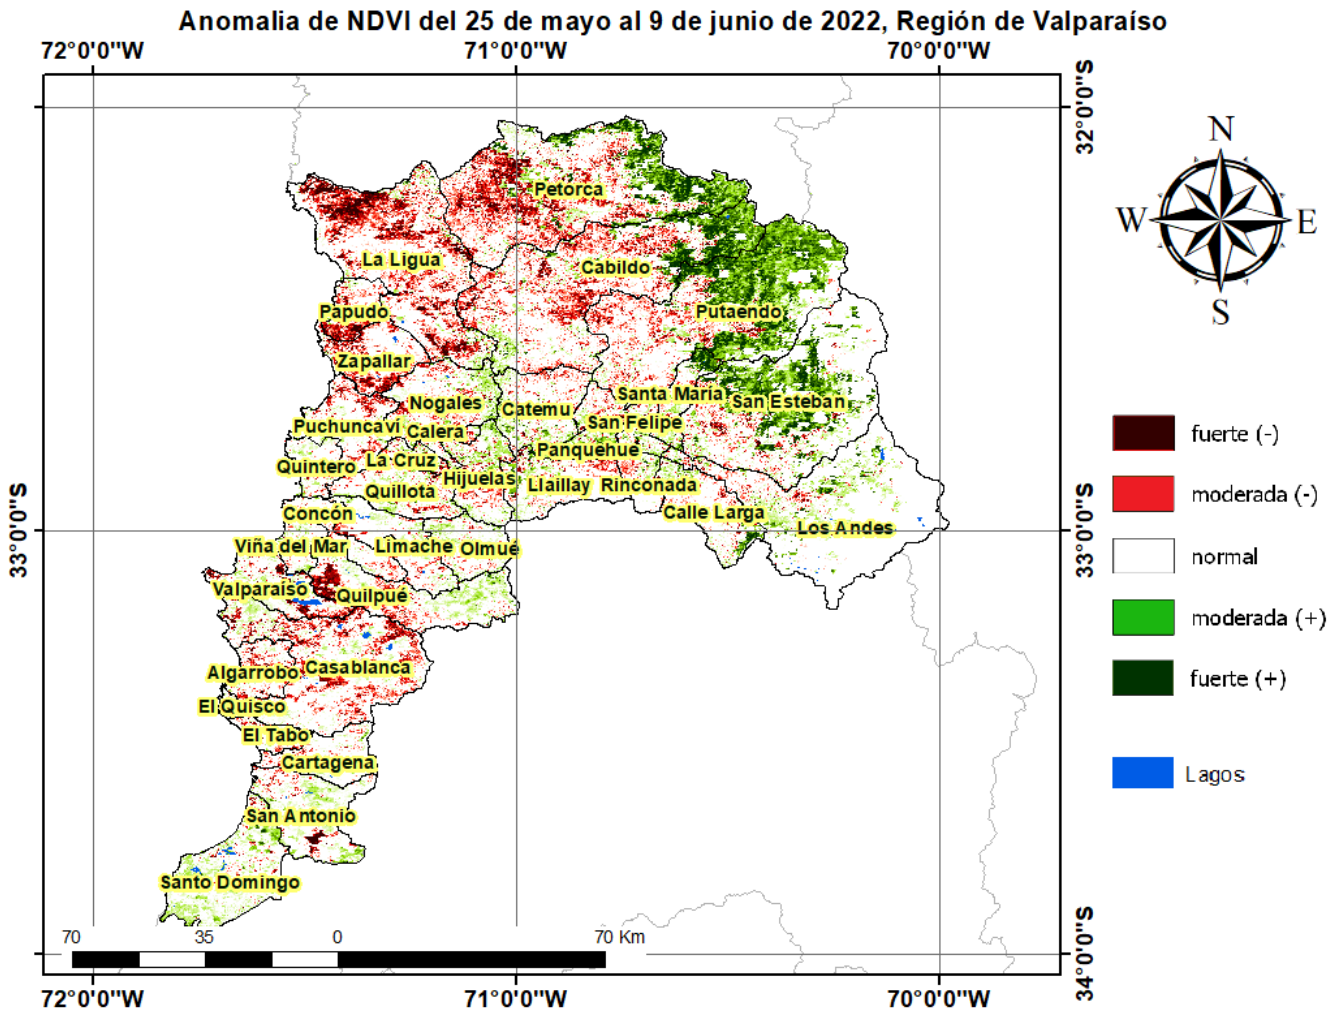 Anomalia de NDVI del 25 de mayo al 9 de junio de 2022, Región de Valparaíso
72°0'0"W
71°0'0"W
70°0'0"W
32°0'0"S
N
W
E
S
Petorca
La Ligua
Cabildo
Papudo
Putaendo
Zapallar
Santa María
San Esteban
Nogales
Catemu
Puchuncaví
Calera
San Felipe
Panquehue
Quintero
La Cruz
Hijuelas
Llaillay
Rinconada
Quillota
Concón
Calle Larga
Los Andes
33°0'0"S
33°0'0"S
Viña del Mar
Limache
Olmué
Valparaíso
Quilpué
Algarrobo
Casablanca
El Quisco
El Tabo
Cartagena
San Antonio
Santo Domingo
fuerte (-)
moderada (-)
normal
moderada (+)
fuerte (+)
Lagos
70
35
0
70 Km
34°0'0"S
72°0'0"W
71°0'0"W
70°0'0"W